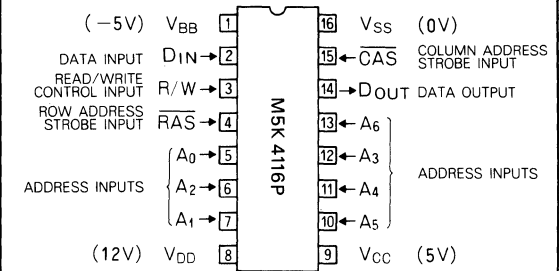 (−5V) VBB 1 16 VSS (0V)
DATA INPUT DIN→ 2 15 ←CAS COLUMN ADDRESS STROBE INPUT
READ/WRITE CONTROL INPUT R/W→ 3 14 →DOUT DATA OUTPUT
ROW ADDRESS STROBE INPUT RAS→ 4 13 ←A6
A0→ 5 12 ←A3
ADDRESS INPUTS A2→ 6 11 ←A4 ADDRESS INPUTS
A1→ 7 10 ←A5
(12V) VDD 8 9 VCC (5V)
M5K4116P